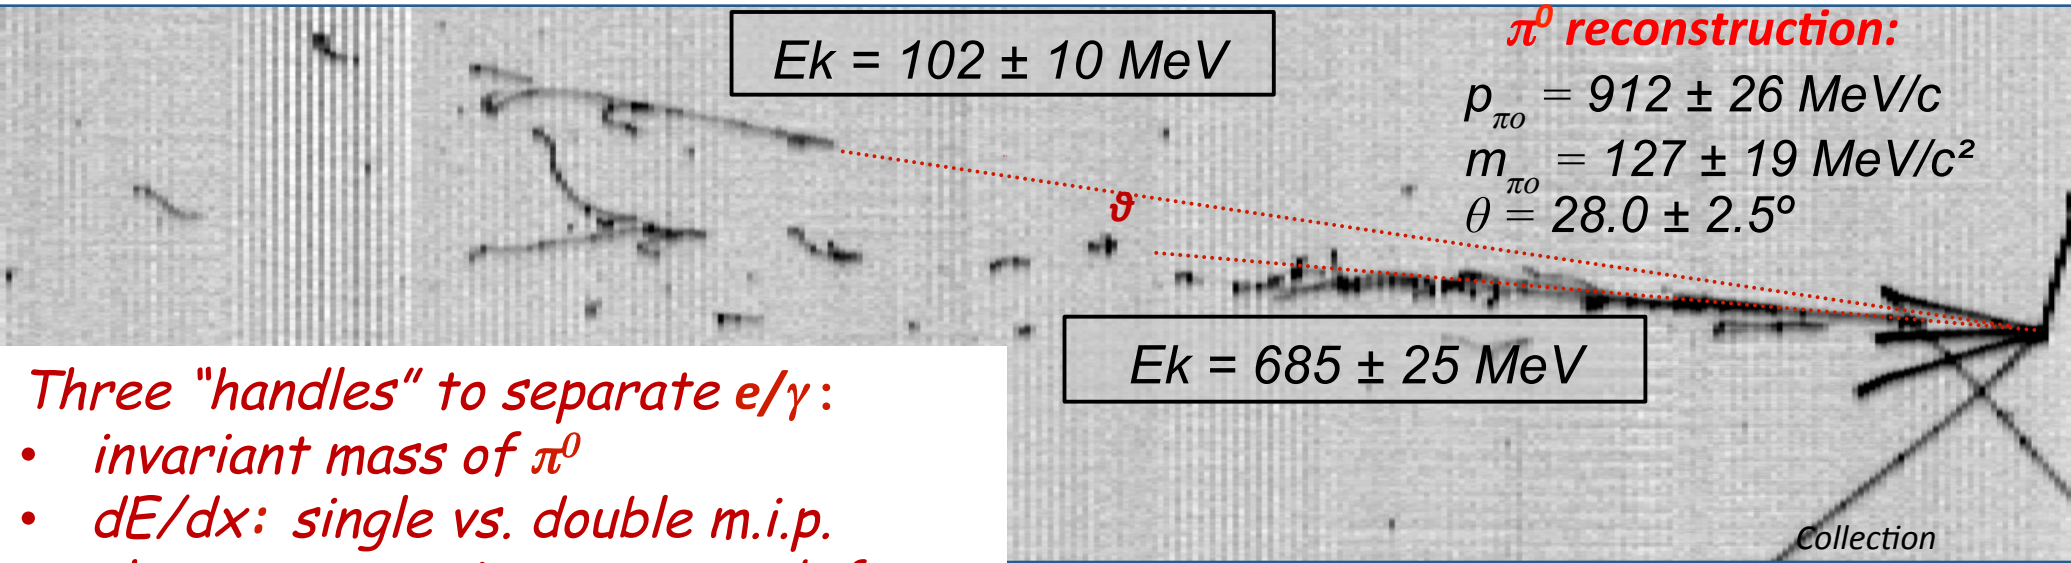 Ek = 102 ± 10 MeV
π⁰ reconstruction:
pπo = 912 ± 26 MeV/c
mπo = 127 ± 19 MeV/c²
θ = 28.0 ± 2.5º
ϑ
Ek = 685 ± 25 MeV
Three “handles” to separate e/γ :
• invariant mass of π⁰
• dE/dx: single vs. double m.i.p.
Collection